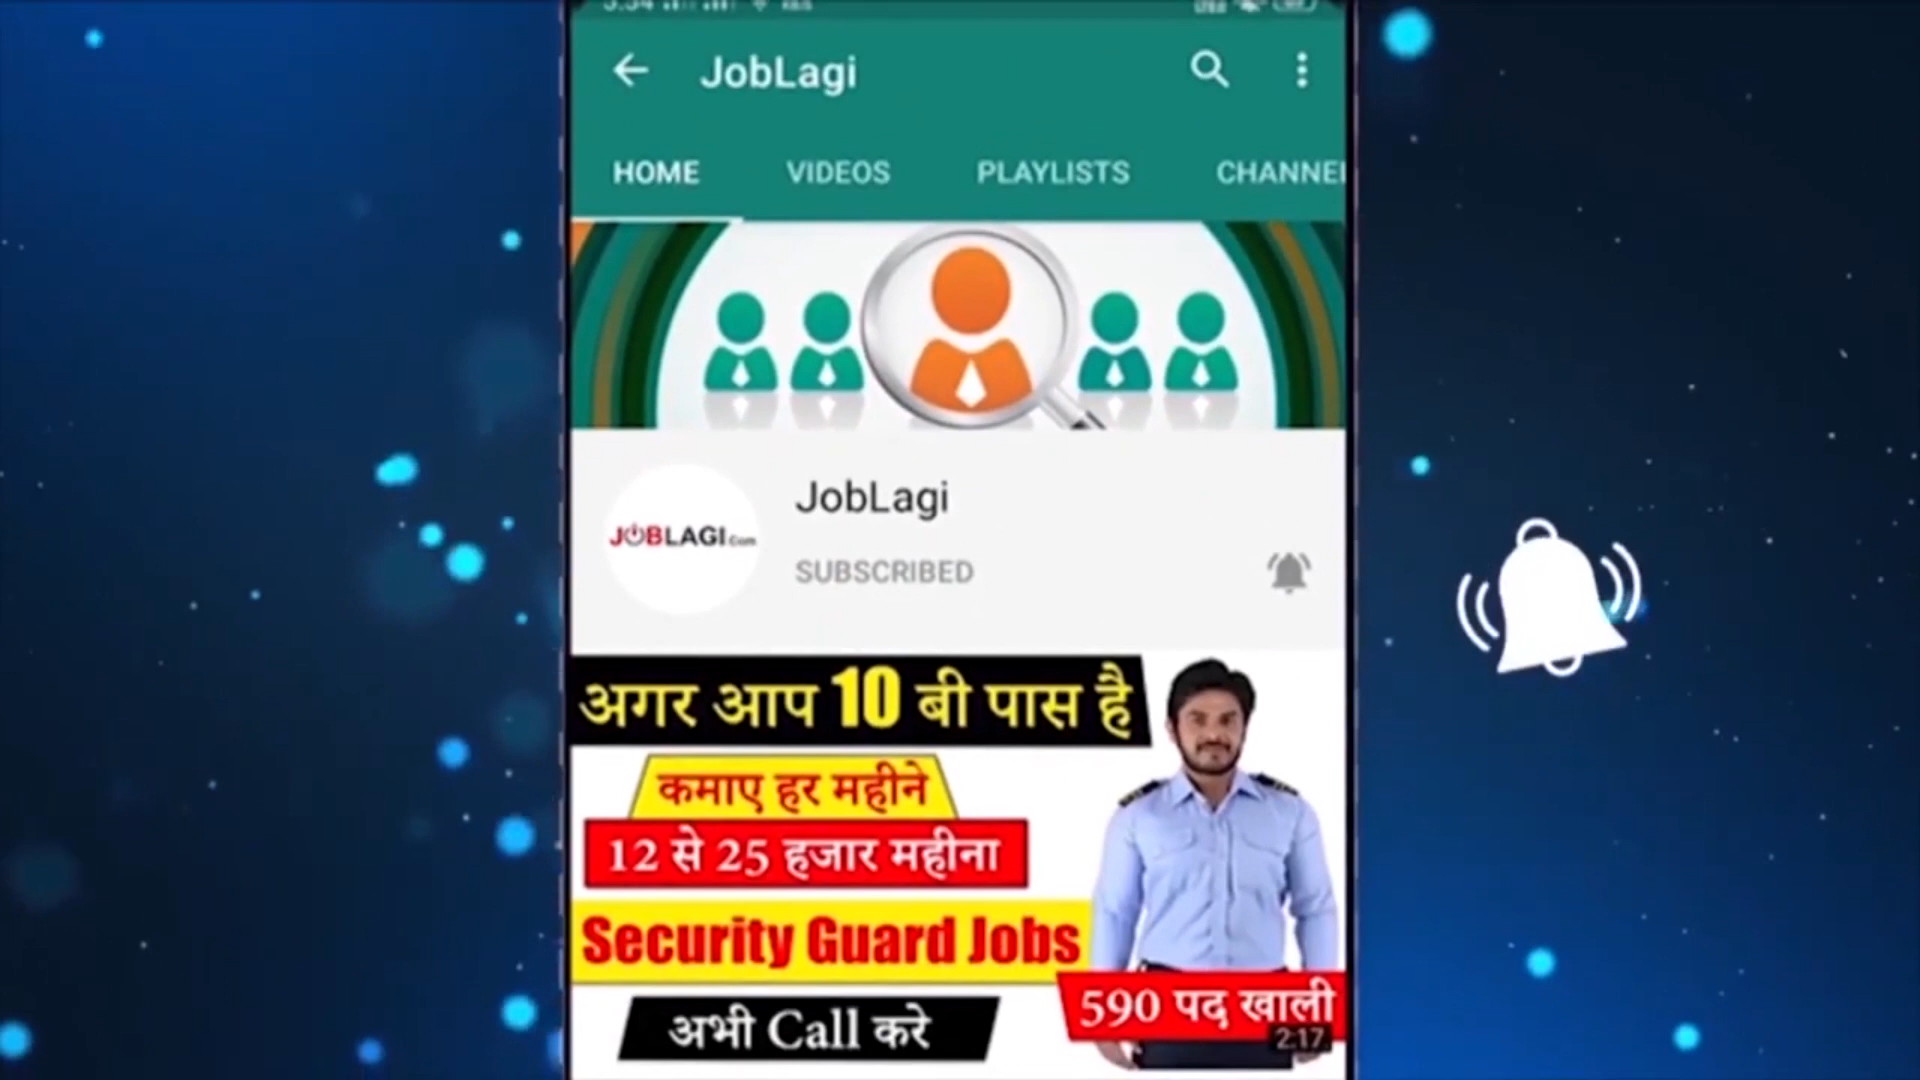 JobLagi
HOME VIDEOS PLAYLISTS CHANNEL
JOBLAGI.Com
JobLagi
SUBSCRIBED
अगर आप 10 बी पास है
कमाए हर महीने
12 से 25 हजार महीना
Security Guard Jobs
590 पद खाली
2:17
अभी Call करे